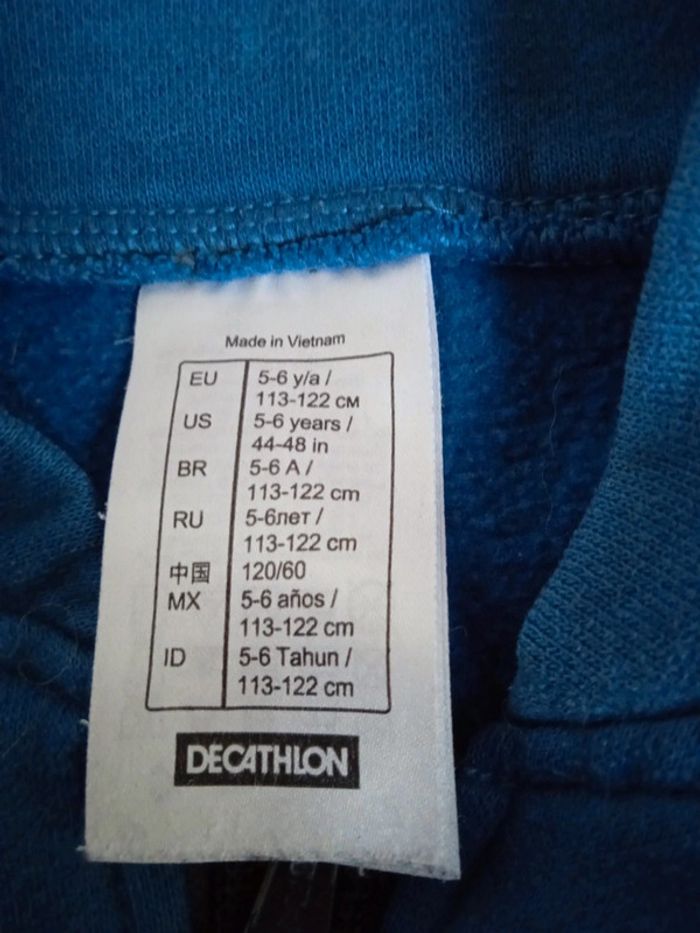 Made in Vietnam
EU 5-6 y/a /
113-122 CM
US 5-6 years /
44-48 in
BR 5-6 A /
113-122 cm
RU 5-6лет /
113-122 cm
中国 120/60
MX 5-6 años /
113-122 cm
ID 5-6 Tahun /
113-122 cm
DECATHLON